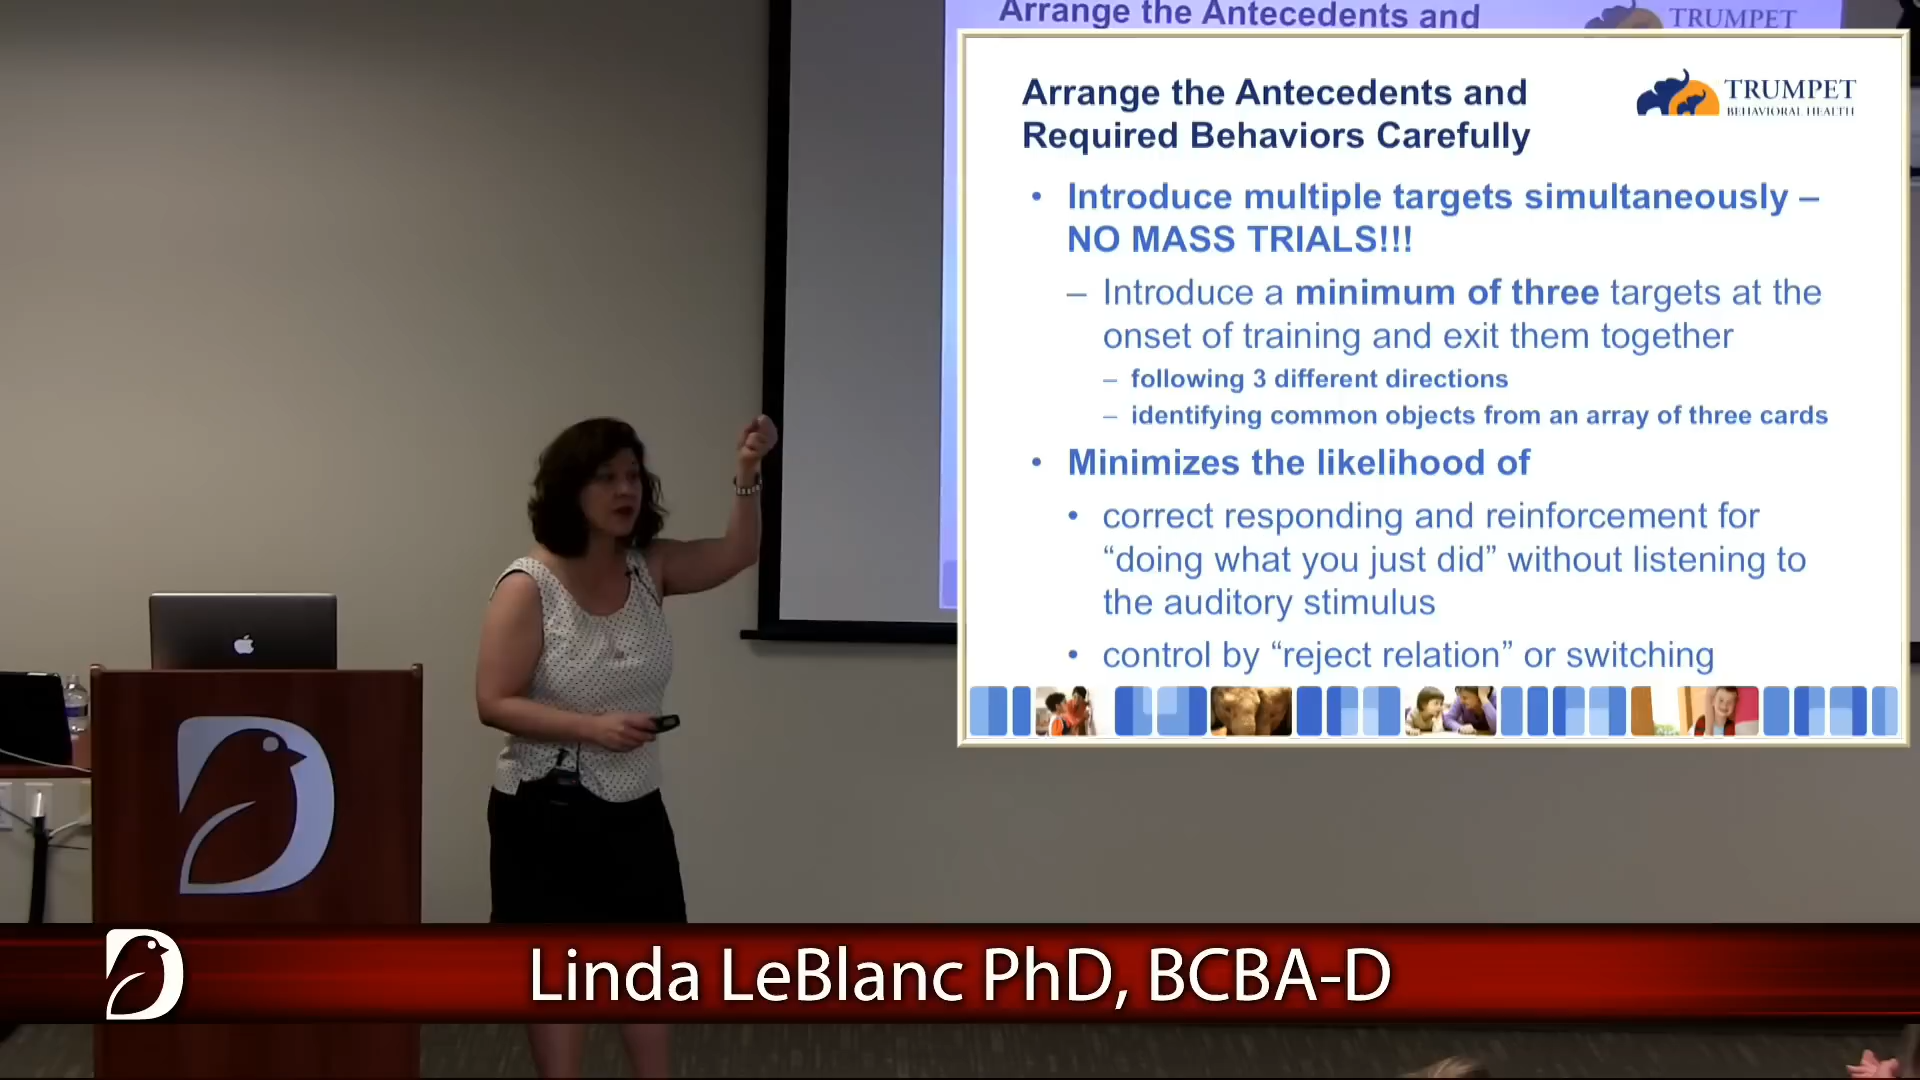 Arrange the Antecedents and
TRUMPET
Arrange the Antecedents and
Required Behaviors Carefully
TRUMPET
BEHAVIORAL HEALTH
• Introduce multiple targets simultaneously –
NO MASS TRIALS!!!
– Introduce a minimum of three targets at the
onset of training and exit them together
– following 3 different directions
– identifying common objects from an array of three cards
• Minimizes the likelihood of
• correct responding and reinforcement for
“doing what you just did” without listening to
the auditory stimulus
• control by “reject relation” or switching
Linda LeBlanc PhD, BCBA-D